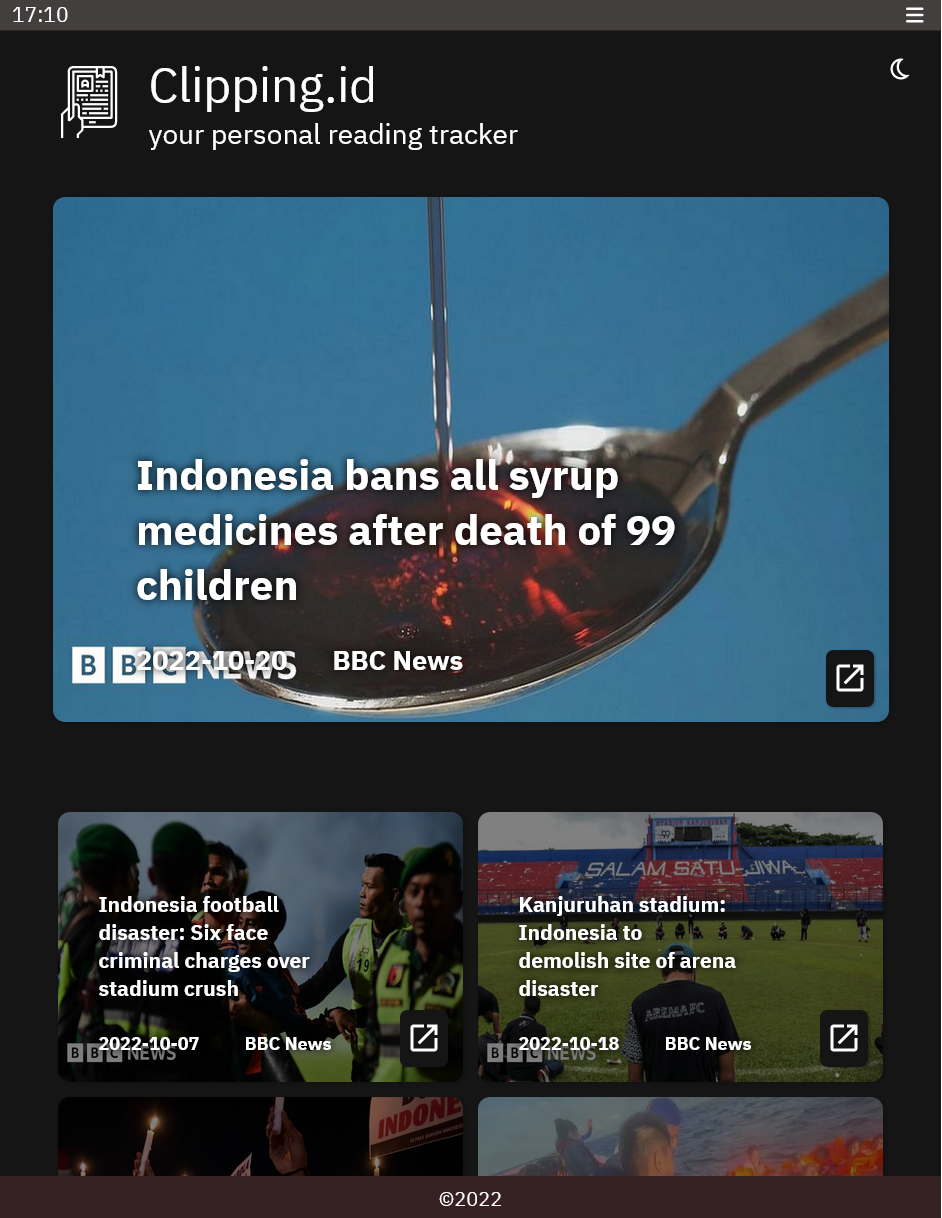 17:10
Clipping.id
your personal reading tracker
Indonesia bans all syrup
medicines after death of 99
children
BBC NEWS
2022-10-20 BBC News
Indonesia football
disaster: Six face
criminal charges over
stadium crush
BBC NEWS
2022-10-07 BBC News
19
STADION KANJURUHAN
SALAM SATU JIWA
Kanjuruhan stadium:
Indonesia to
demolish site of arena
disaster
AREMA FC
BBC NEWS
2022-10-18 BBC News
INDONE
©2022